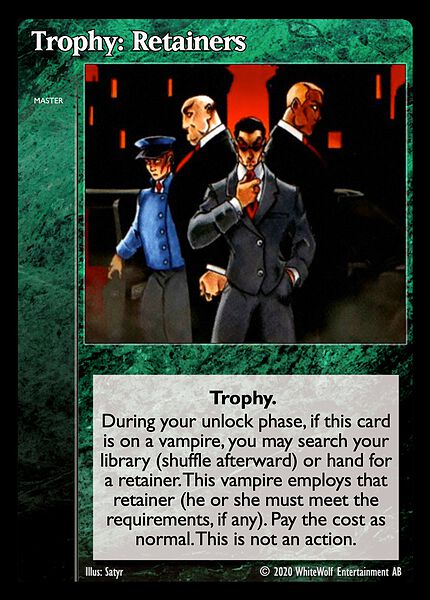 Trophy: Retainers
MASTER
Trophy.
During your unlock phase, if this card
is on a vampire, you may search your
library (shuffle afterward) or hand for
a retainer. This vampire employs that
retainer (he or she must meet the
requirements, if any). Pay the cost as
normal. This is not an action.
Illus: Satyr
© 2020 WhiteWolf Entertainment AB